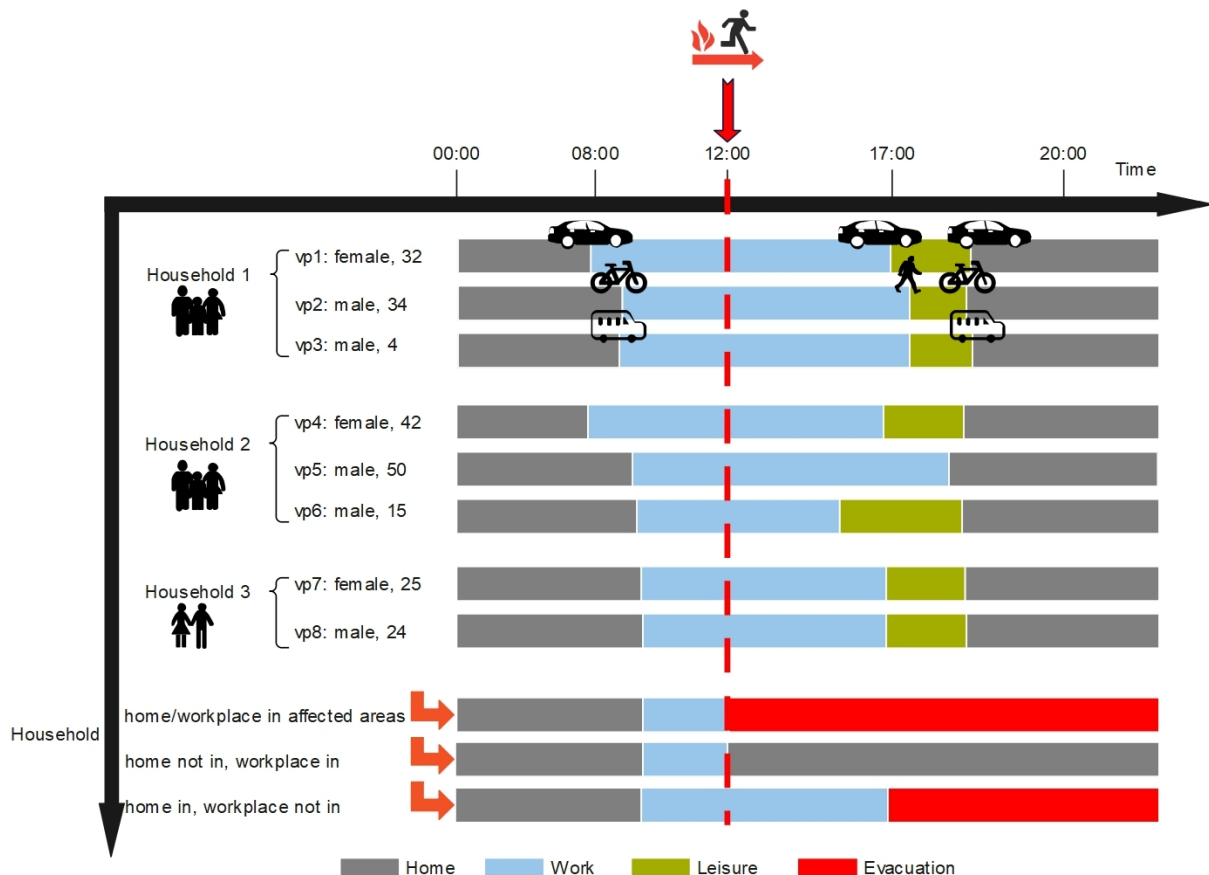 00:00 08:00 12:00 17:00 20:00
Time
vp1: female, 32
Household 1
vp2: male, 34
vp3: male, 4
vp4: female, 42
Household 2
vp5: male, 50
vp6: male, 15
vp7: female, 25
Household 3
vp8: male, 24
home/workplace in affected areas
Household
home not in, workplace in
home in, workplace not in
Home Work Leisure Evacuation